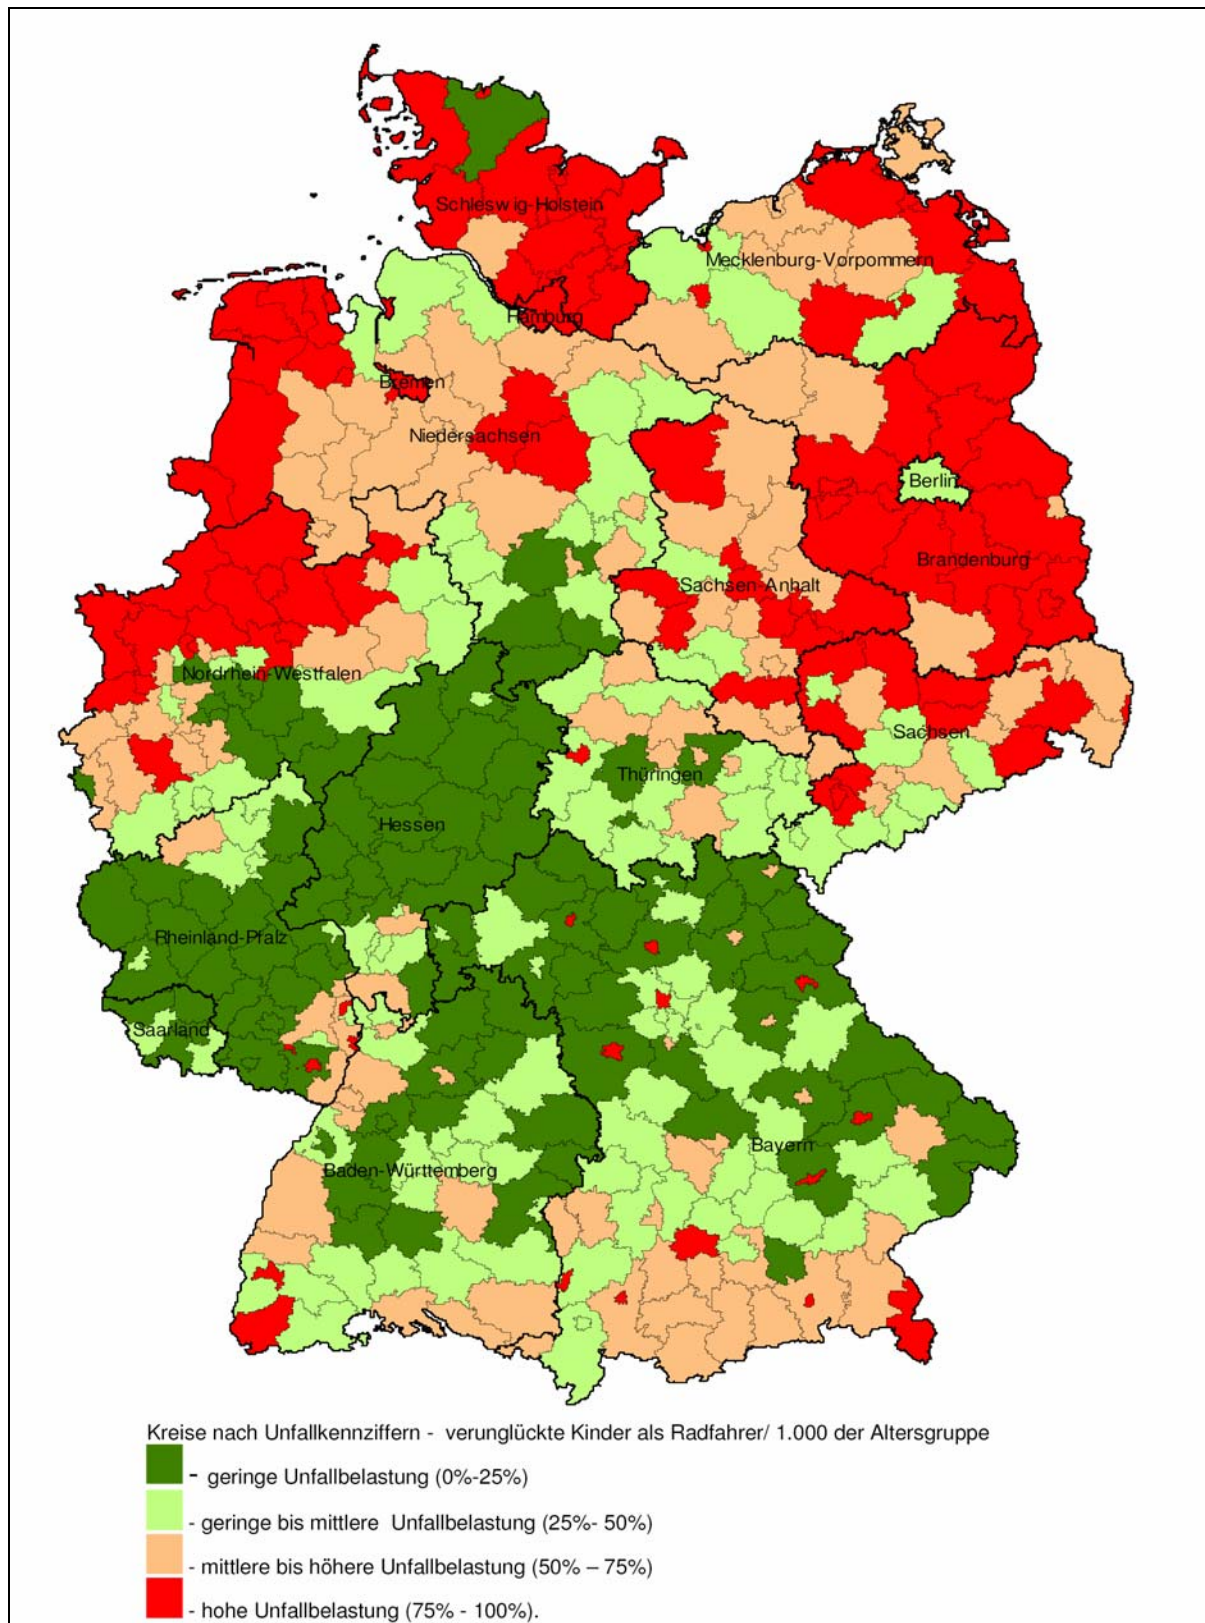 Schleswig-Holstein
Mecklenburg-Vorpommern
Hamburg
Bremen
Niedersachsen
Berlin
Brandenburg
Sachsen-Anhalt
Nordrhein-Westfalen
Sachsen
Thüringen
Hessen
Rheinland-Pfalz
Saarland
Bayern
Baden-Württemberg
Kreise nach Unfallkennziffern - verunglückte Kinder als Radfahrer/ 1.000 der Altersgruppe
- geringe Unfallbelastung (0%-25%)
- geringe bis mittlere Unfallbelastung (25%- 50%)
- mittlere bis höhere Unfallbelastung (50% – 75%)
- hohe Unfallbelastung (75% - 100%).